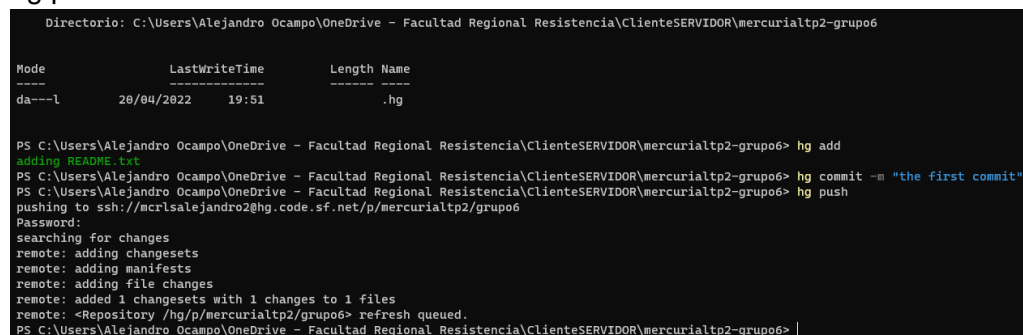 Directorio: C:\Users\Alejandro Ocampo\OneDrive - Facultad Regional Resistencia\ClienteSERVIDOR\mercurialtp2-grupo6
Mode LastWriteTime Length Name
---- ------------- ------ ----
da---l 20/04/2022 19:51 .hg
PS C:\Users\Alejandro Ocampo\OneDrive - Facultad Regional Resistencia\ClienteSERVIDOR\mercurialtp2-grupo6> hg add
adding README.txt
PS C:\Users\Alejandro Ocampo\OneDrive - Facultad Regional Resistencia\ClienteSERVIDOR\mercurialtp2-grupo6> hg commit -m "the first commit"
PS C:\Users\Alejandro Ocampo\OneDrive - Facultad Regional Resistencia\ClienteSERVIDOR\mercurialtp2-grupo6> hg push
pushing to ssh://mcrlsalejandro2@hg.code.sf.net/p/mercurialtp2/grupo6
Password:
searching for changes
remote: adding changesets
remote: adding manifests
remote: adding file changes
remote: added 1 changesets with 1 changes to 1 files
remote: <Repository /hg/p/mercurialtp2/grupo6> refresh queued.
PS C:\Users\Alejandro Ocampo\OneDrive - Facultad Regional Resistencia\ClienteSERVIDOR\mercurialtp2-grupo6>